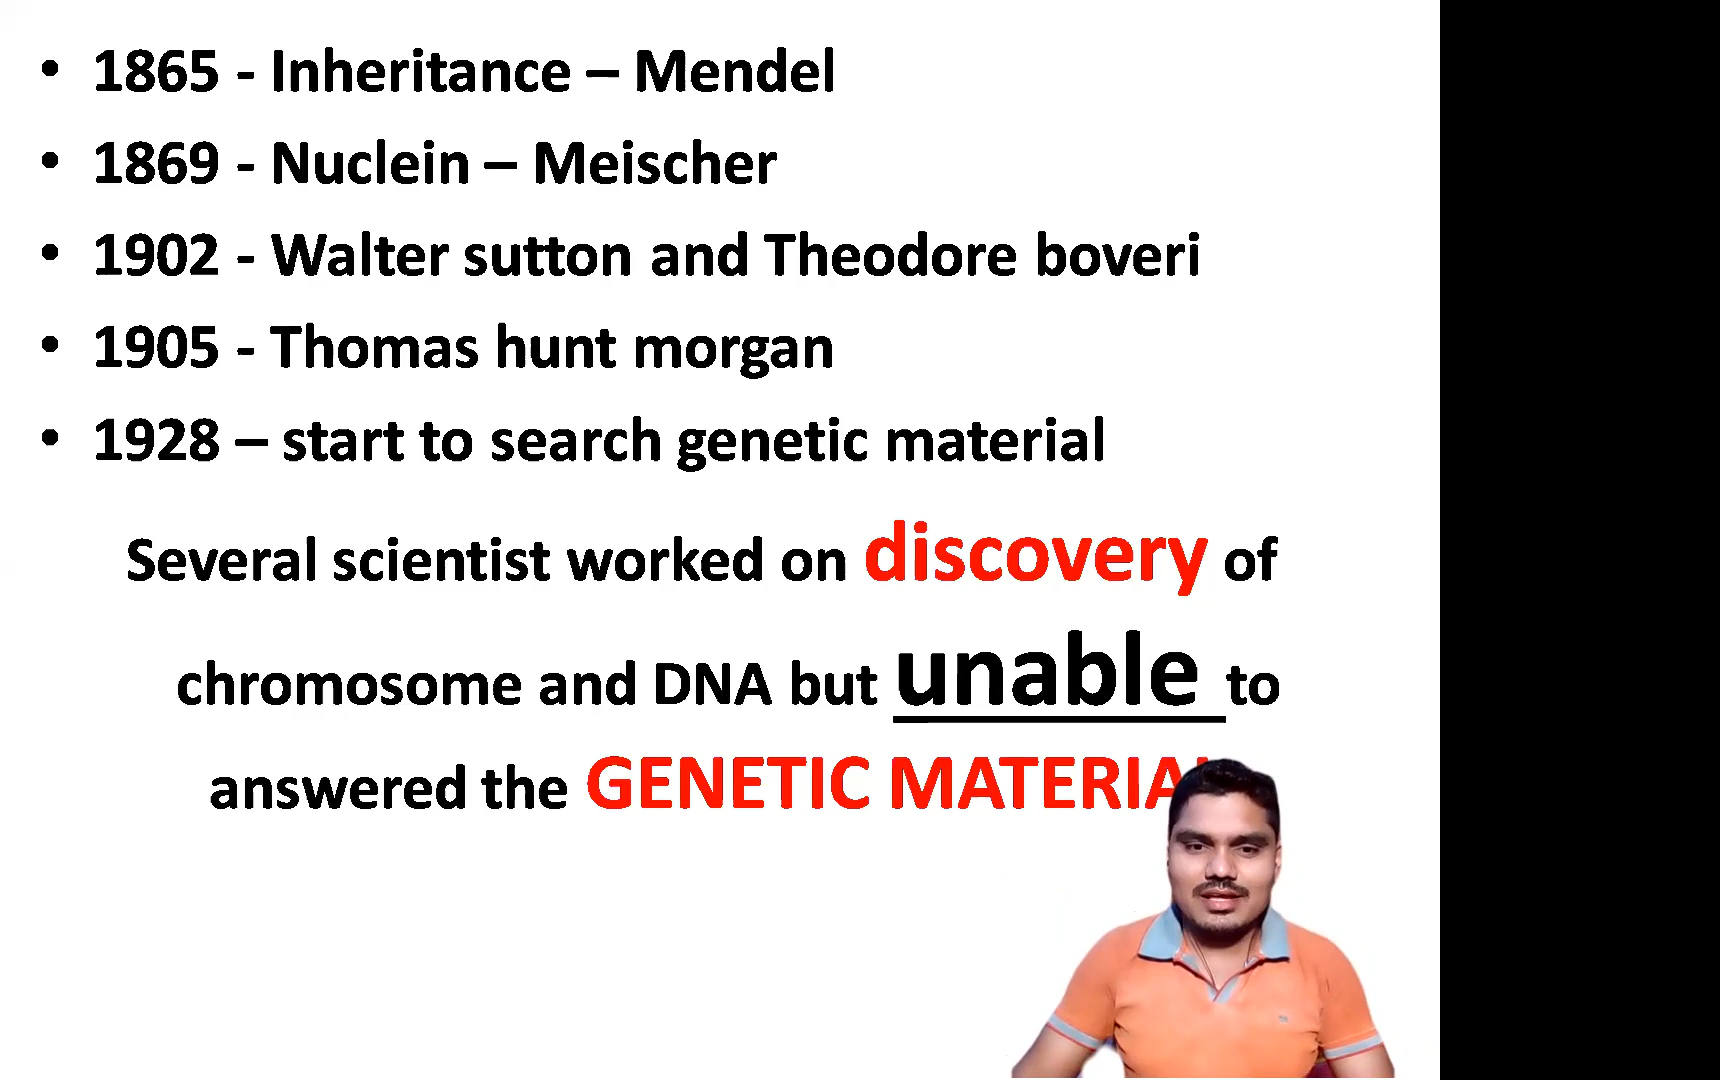 • 1865 - Inheritance – Mendel
• 1869 - Nuclein – Meischer
• 1902 - Walter sutton and Theodore boveri
• 1905 - Thomas hunt morgan
• 1928 – start to search genetic material
Several scientist worked on discovery of
chromosome and DNA but unable to
answered the GENETIC MATERIAL